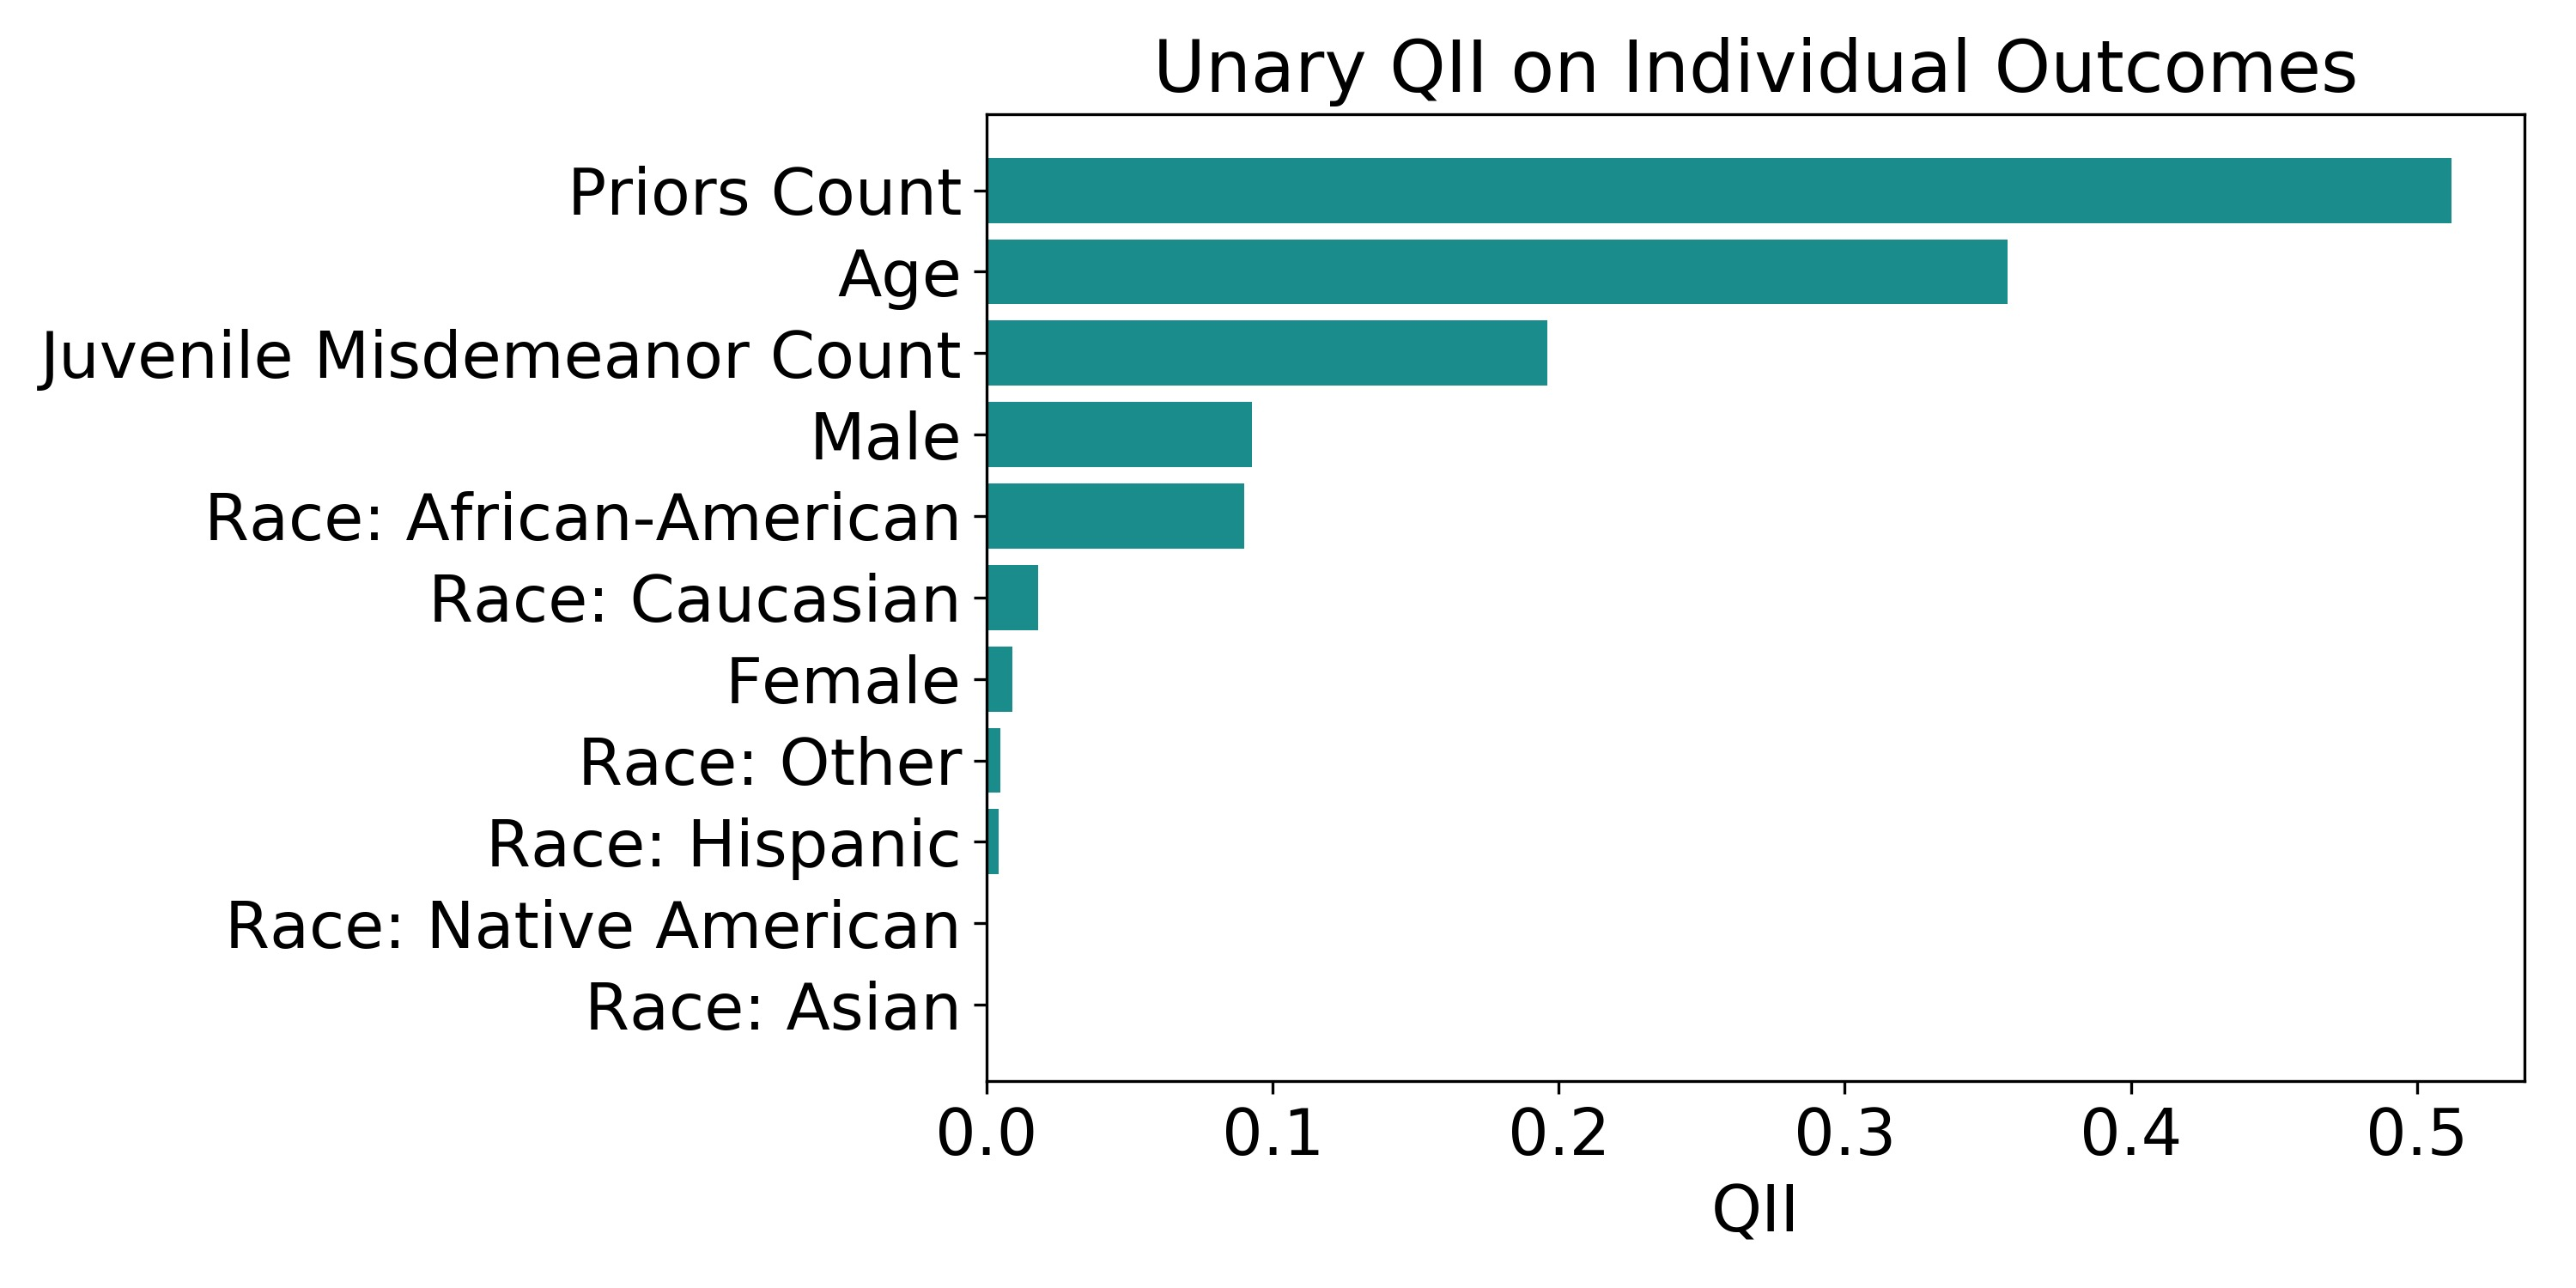 Unary QII on Individual Outcomes
Priors Count
Age
Juvenile Misdemeanor Count
Male
Race: African-American
Race: Caucasian
Female
Race: Other
Race: Hispanic
Race: Native American
Race: Asian
0.0 0.1 0.2 0.3 0.4 0.5
QII